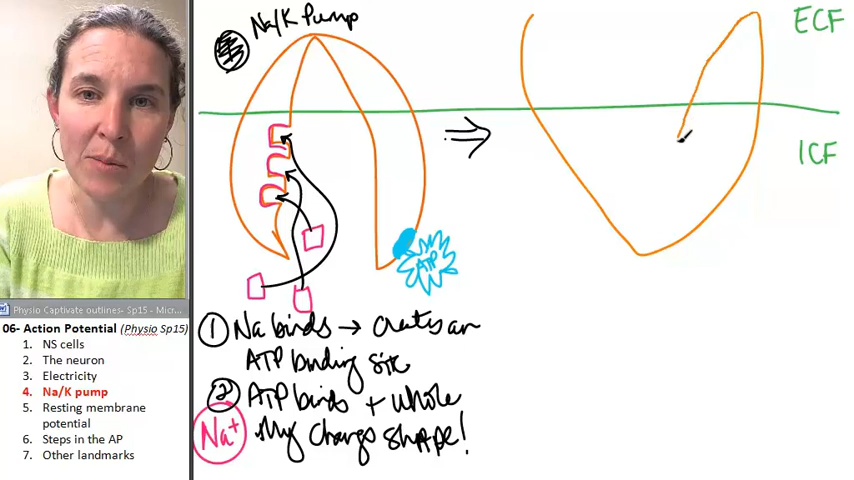 Na/K Pump
ECF
ICF
ATP
① Na binds → creates an
ATP binding site
② ATP binds + whole
thg changs shape!
Na+
Physio Captivate outlines- Sp15 - Micr...
06- Action Potential (Physio Sp15)
1. NS cells
2. The neuron
3. Electricity
4. Na/K pump
5. Resting membrane
potential
6. Steps in the AP
7. Other landmarks